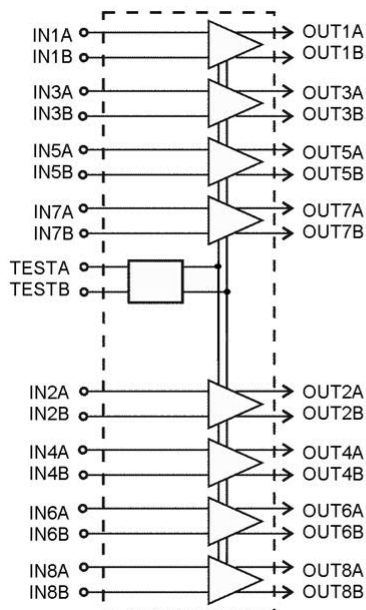 IN1A OUT1A
IN1B OUT1B
IN3A OUT3A
IN3B OUT3B
IN5A OUT5A
IN5B OUT5B
IN7A OUT7A
IN7B OUT7B
TESTA
TESTB
IN2A OUT2A
IN2B OUT2B
IN4A OUT4A
IN4B OUT4B
IN6A OUT6A
IN6B OUT6B
IN8A OUT8A
IN8B OUT8B